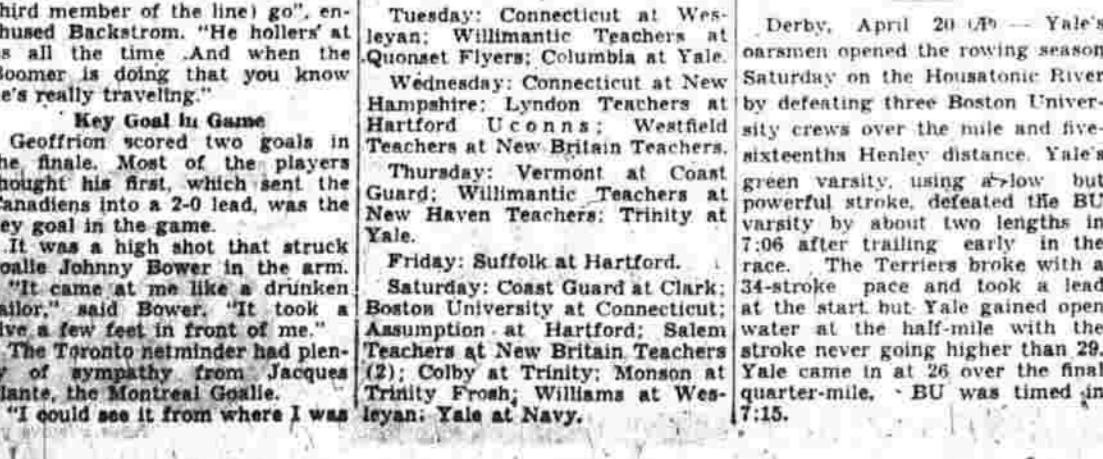 hird member of the line) go", en-
hused Backstrom. "He hollers' at
s all the time .And when the
oomer is doing that you know
e's really traveling."
Key Goal in Game
Geoffrion scored two goals in
he finale. Most of the players
hought his first, which sent the
anadiens into a 2-0 lead, was the
ey goal in the game.
.It was a high shot that struck
oalie Johnny Bower in the arm.
"It came at me like a drunken
ailor," said Bower. "It took a
ive a few feet in front of me."
The Toronto netminder had plen-
y of sympathy from Jacques
lante, the Montreal Goalie.
"I could see it from where I was
Tuesday: Connecticut at Wes-
leyan; Willimantic Teachers at
Quonset Flyers; Columbia at Yale.
Wednesday: Connecticut at New
Hampshire; Lyndon Teachers at
Hartford Uconns; Westfield
Teachers at New Britain Teachers.
Thursday: Vermont at Coast
Guard; Willimantic Teachers at
New Haven Teachers; Trinity at
Yale.
Friday: Suffolk at Hartford.
Saturday: Coast Guard at Clark;
Boston University at Connecticut;
Assumption at Hartford; Salem
Teachers at New Britain Teachers
(2); Colby at Trinity; Monson at
Trinity Frosh; Williams at Wes-
leyan; Yale at Navy.
Derby, April 20 — Yale's
oarsmen opened the rowing season
Saturday on the Housatonic River
by defeating three Boston Univer-
sity crews over the mile and five-
sixteenths Henley distance. Yale's
green varsity, using but
powerful stroke, defeated the BU
varsity by about two lengths in
7:06 after trailing early in the
race. The Terriers broke with a
34-stroke pace and took a lead
at the start but Yale gained open
water at the half-mile with the
stroke never going higher than 29.
Yale came in at 26 over the final
quarter-mile. BU was timed in
7:15.